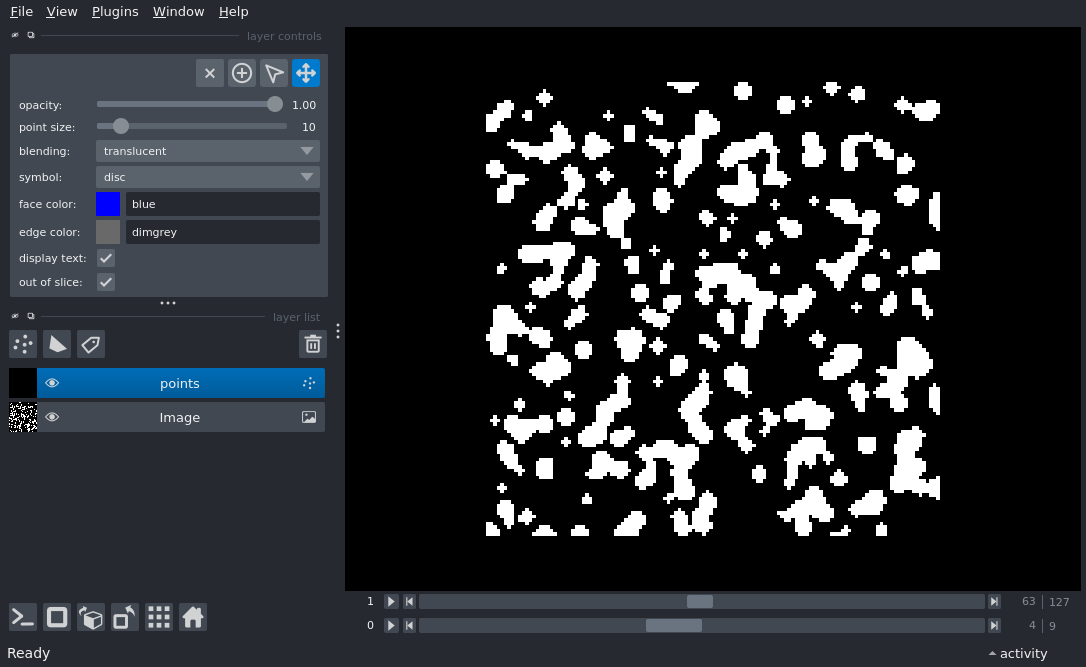 File View Plugins Window Help
layer controls
opacity: 1.00
point size: 10
blending: translucent
symbol: disc
face color: blue
edge color: dimgrey
display text:
out of slice:
layer list
points
Image
1 63 | 127
0 4 | 9
Ready activity